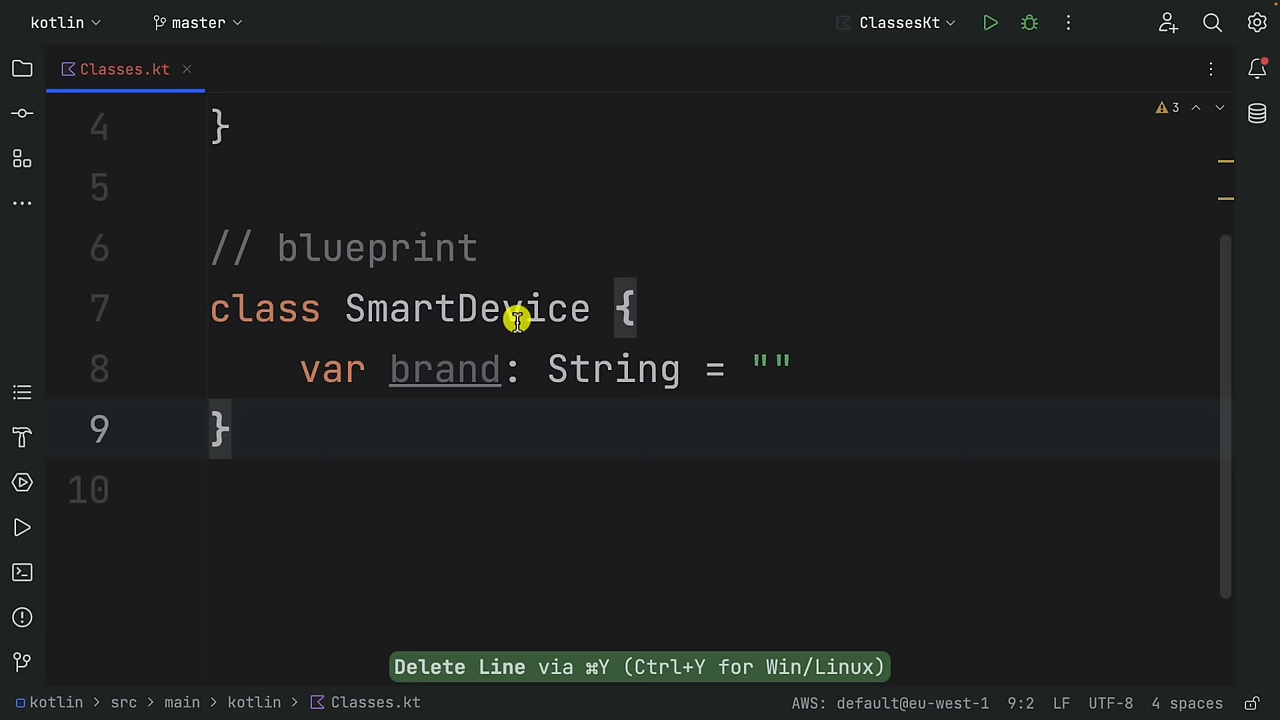 kotlin
master
ClassesKt
Classes.kt
3
4 }
5
6 // blueprint
7 class SmartDevice {
8 var brand: String = ""
9 }
10
Delete Line via ⌘Y (Ctrl+Y for Win/Linux)
kotlin > src > main > kotlin > Classes.kt
AWS: default@eu-west-1 9:2 LF UTF-8 4 spaces